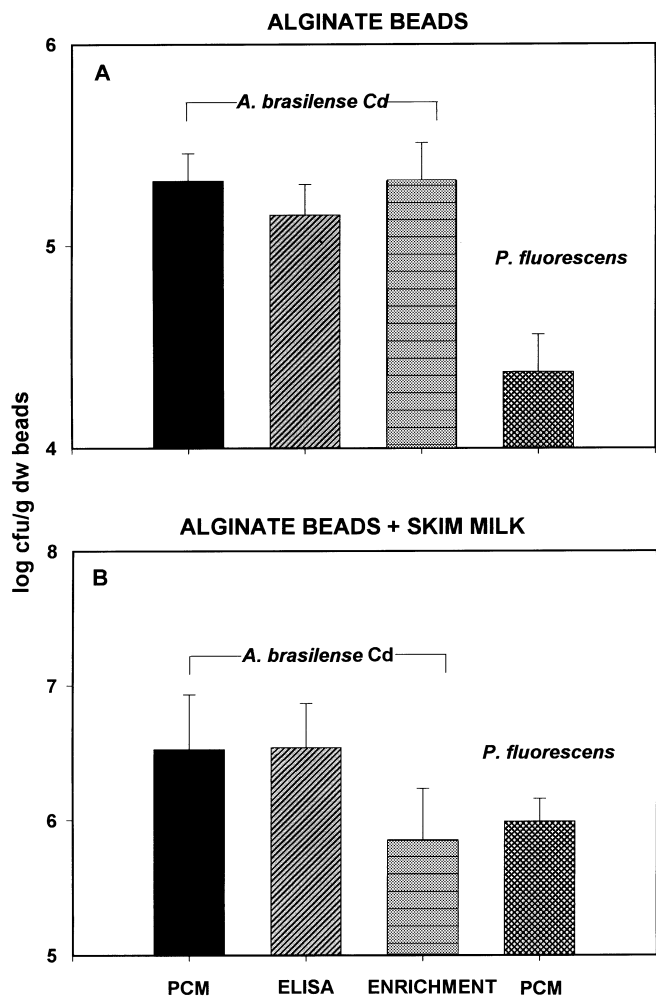 ALGINATE BEADS
6
A
A. brasilense Cd
5
P. fluorescens
4
log cfu/g dw beads
ALIGNATE BEADS + SKIM MILK
8
B
A. brasilense Cd
7
P. fluorescens
6
5
PCM ELISA ENRICHMENT PCM